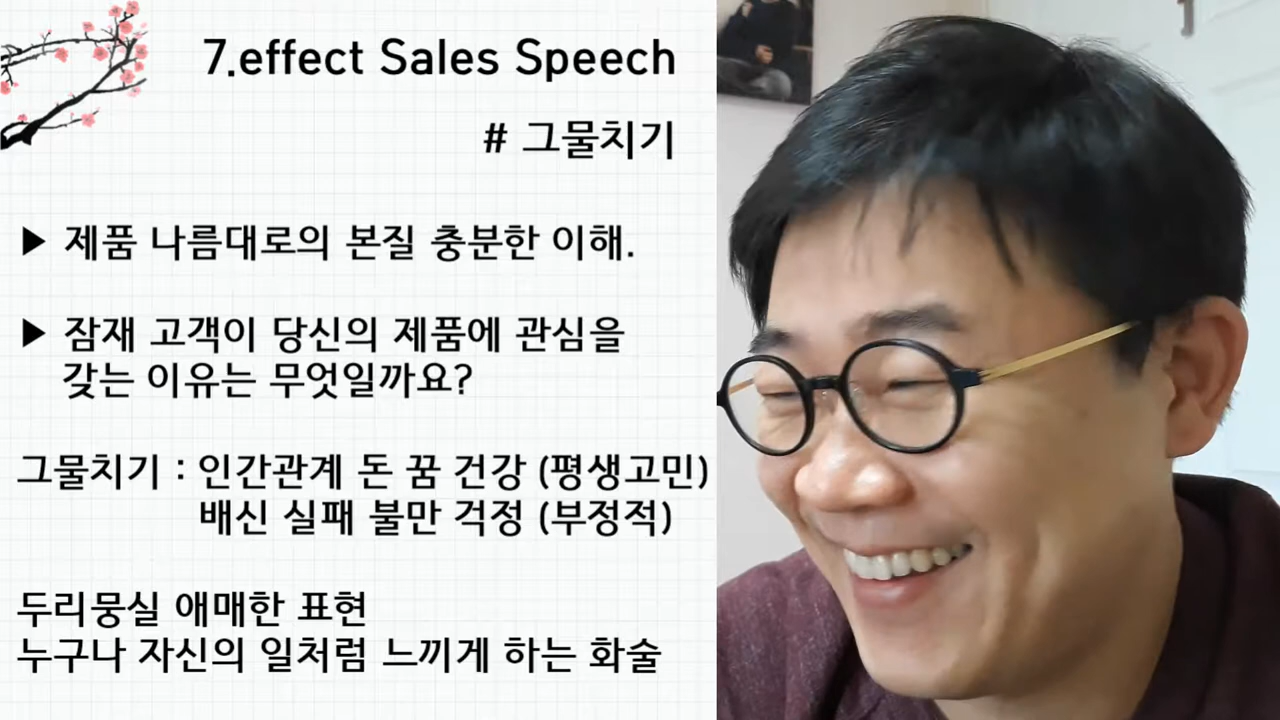 7.effect Sales Speech
# 그물치기
▶ 제품 나름대로의 본질 충분한 이해.
▶ 잠재 고객이 당신의 제품에 관심을
갖는 이유는 무엇일까요?
그물치기 : 인간관계 돈 꿈 건강 (평생고민)
배신 실패 불만 걱정 (부정적)
두리뭉실 애매한 표현
누구나 자신의 일처럼 느끼게 하는 화술